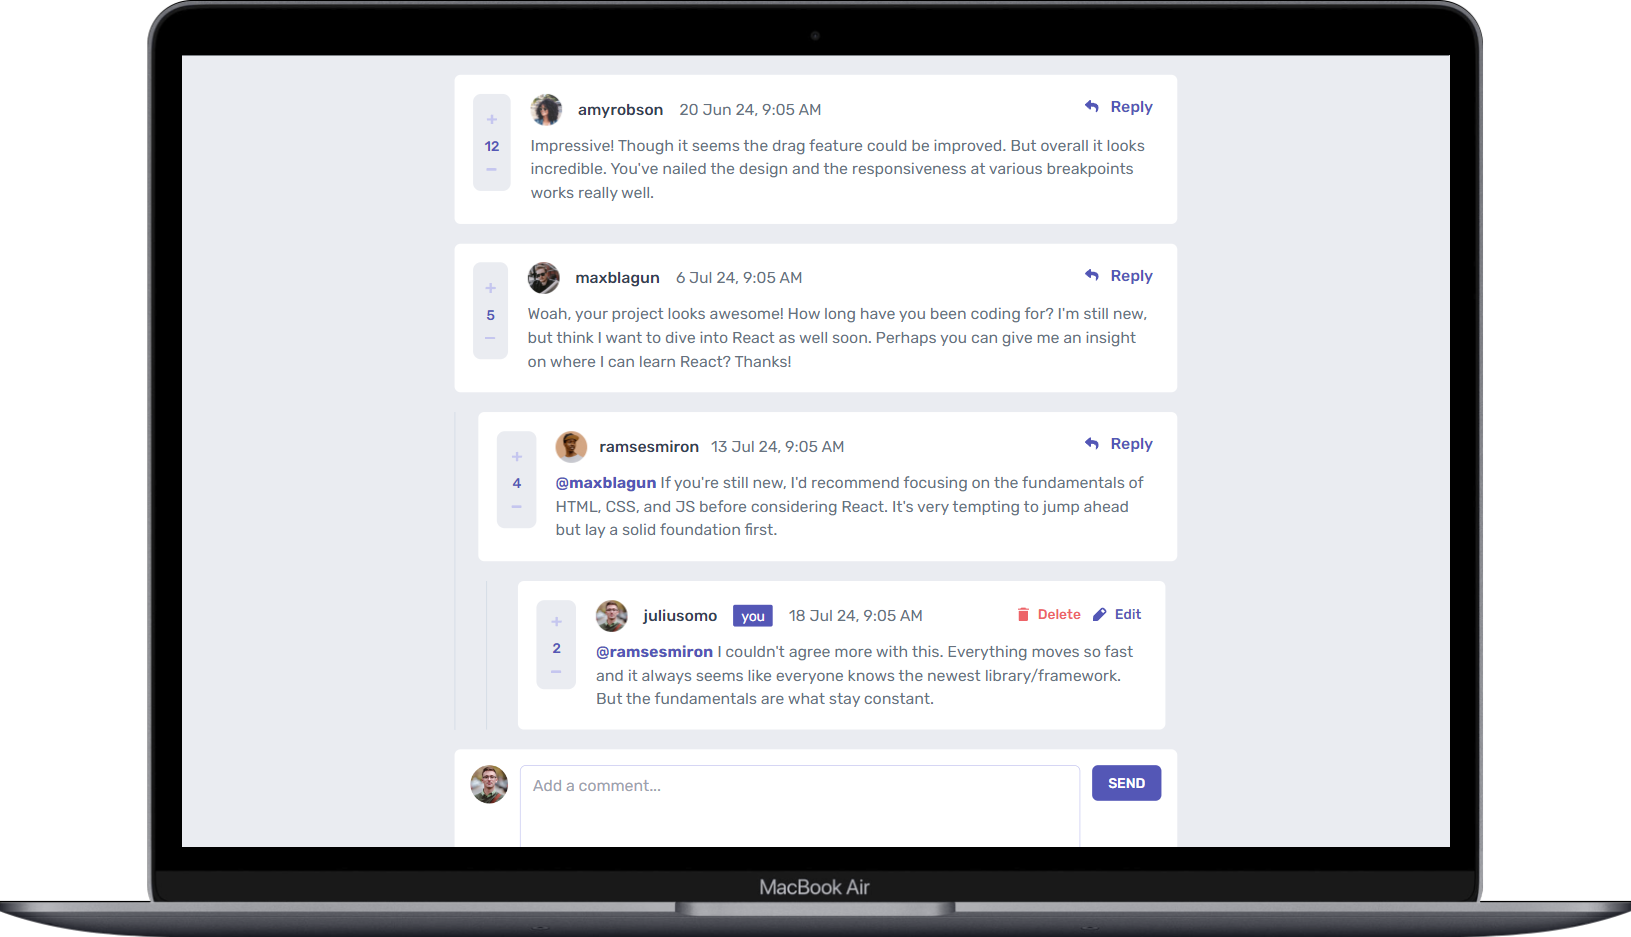 amyrobson 20 Jun 24, 9:05 AM Reply
+
12
−
Impressive! Though it seems the drag feature could be improved. But overall it looks
incredible. You've nailed the design and the responsiveness at various breakpoints
works really well.
maxblagun 6 Jul 24, 9:05 AM Reply
+
5
−
Woah, your project looks awesome! How long have you been coding for? I'm still new,
but think I want to dive into React as well soon. Perhaps you can give me an insight
on where I can learn React? Thanks!
ramsesmiron 13 Jul 24, 9:05 AM Reply
+
4
−
@maxblagun If you're still new, I'd recommend focusing on the fundamentals of
HTML, CSS, and JS before considering React. It's very tempting to jump ahead
but lay a solid foundation first.
juliusomo you 18 Jul 24, 9:05 AM Delete Edit
+
2
−
@ramsesmiron I couldn't agree more with this. Everything moves so fast
and it always seems like everyone knows the newest library/framework.
But the fundamentals are what stay constant.
Add a comment... SEND
MacBook Air